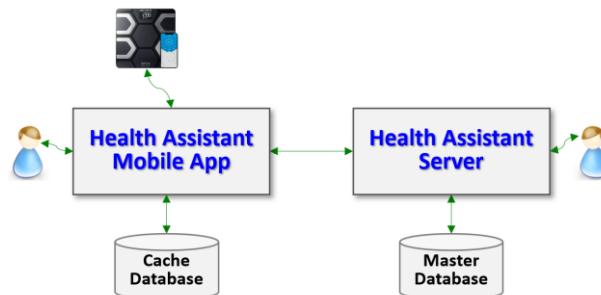 Health Assistant
Mobile App
Health Assistant
Server
Cache
Database
Master
Database